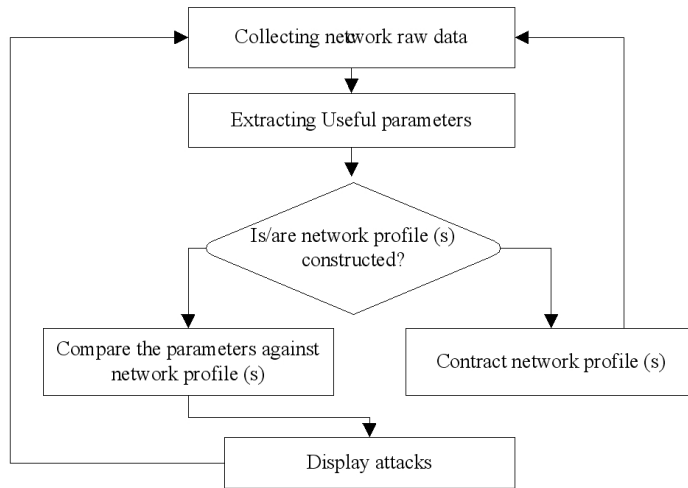 Collecting network raw data
Extracting Useful parameters
Is/are network profile (s)
constructed?
Compare the parameters against
network profile (s)
Contract network profile (s)
Display attacks